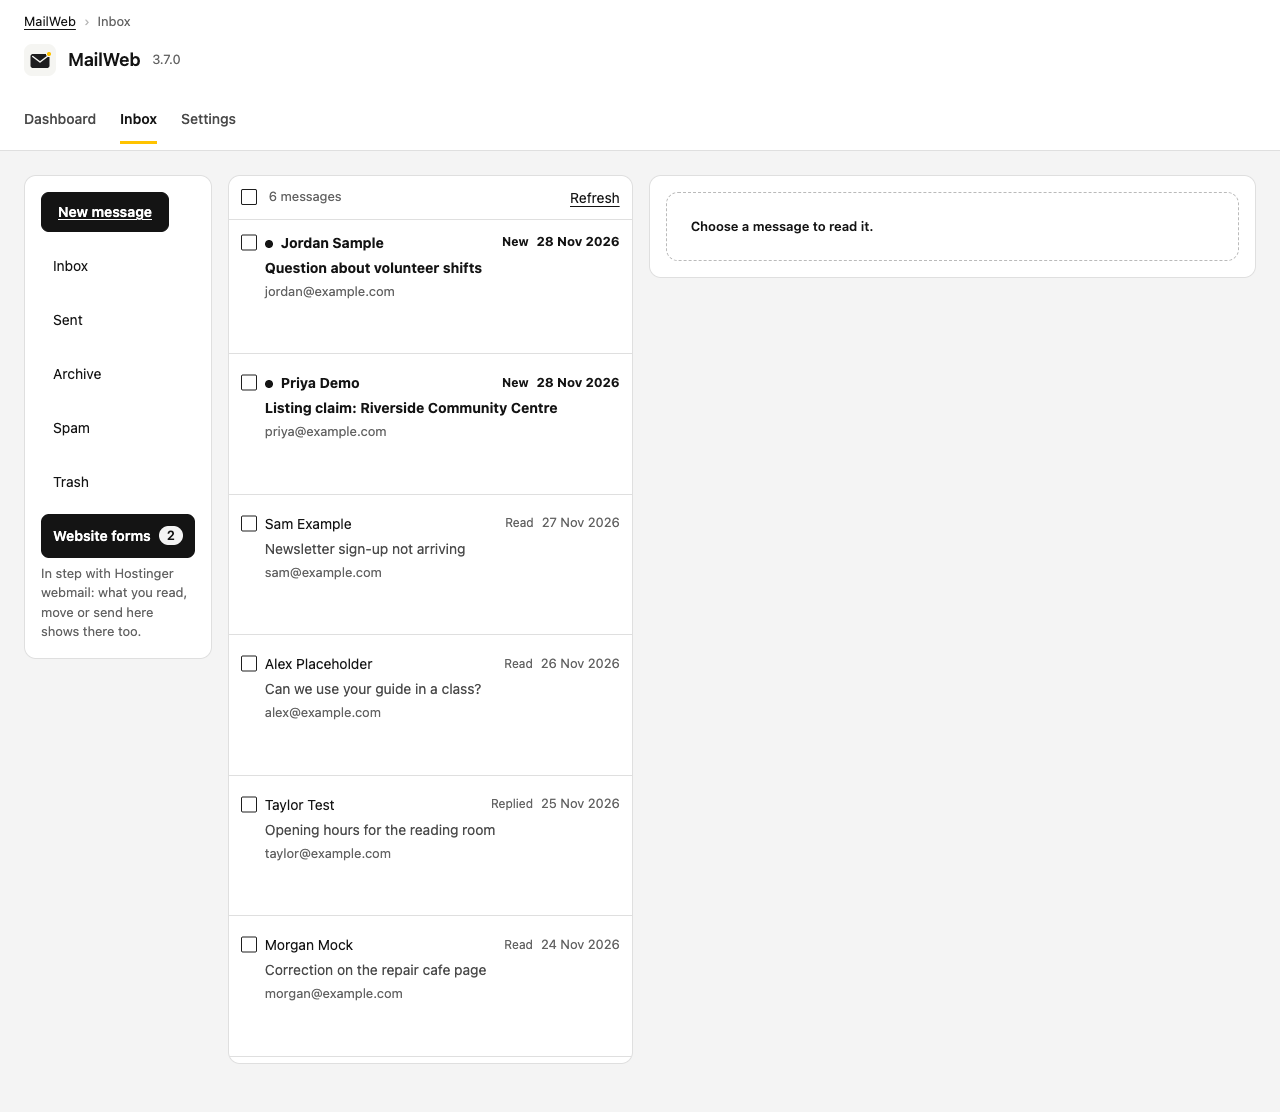 MailWeb › Inbox
MailWeb 3.7.0
Dashboard Inbox Settings
New message
Inbox
Sent
Archive
Spam
Trash
Website forms 2
In step with Hostinger
webmail: what you read,
move or send here
shows there too.
6 messages Refresh
Jordan Sample New 28 Nov 2026
Question about volunteer shifts
jordan@example.com
Priya Demo New 28 Nov 2026
Listing claim: Riverside Community Centre
priya@example.com
Sam Example Read 27 Nov 2026
Newsletter sign-up not arriving
sam@example.com
Alex Placeholder Read 26 Nov 2026
Can we use your guide in a class?
alex@example.com
Taylor Test Replied 25 Nov 2026
Opening hours for the reading room
taylor@example.com
Morgan Mock Read 24 Nov 2026
Correction on the repair cafe page
morgan@example.com
Choose a message to read it.